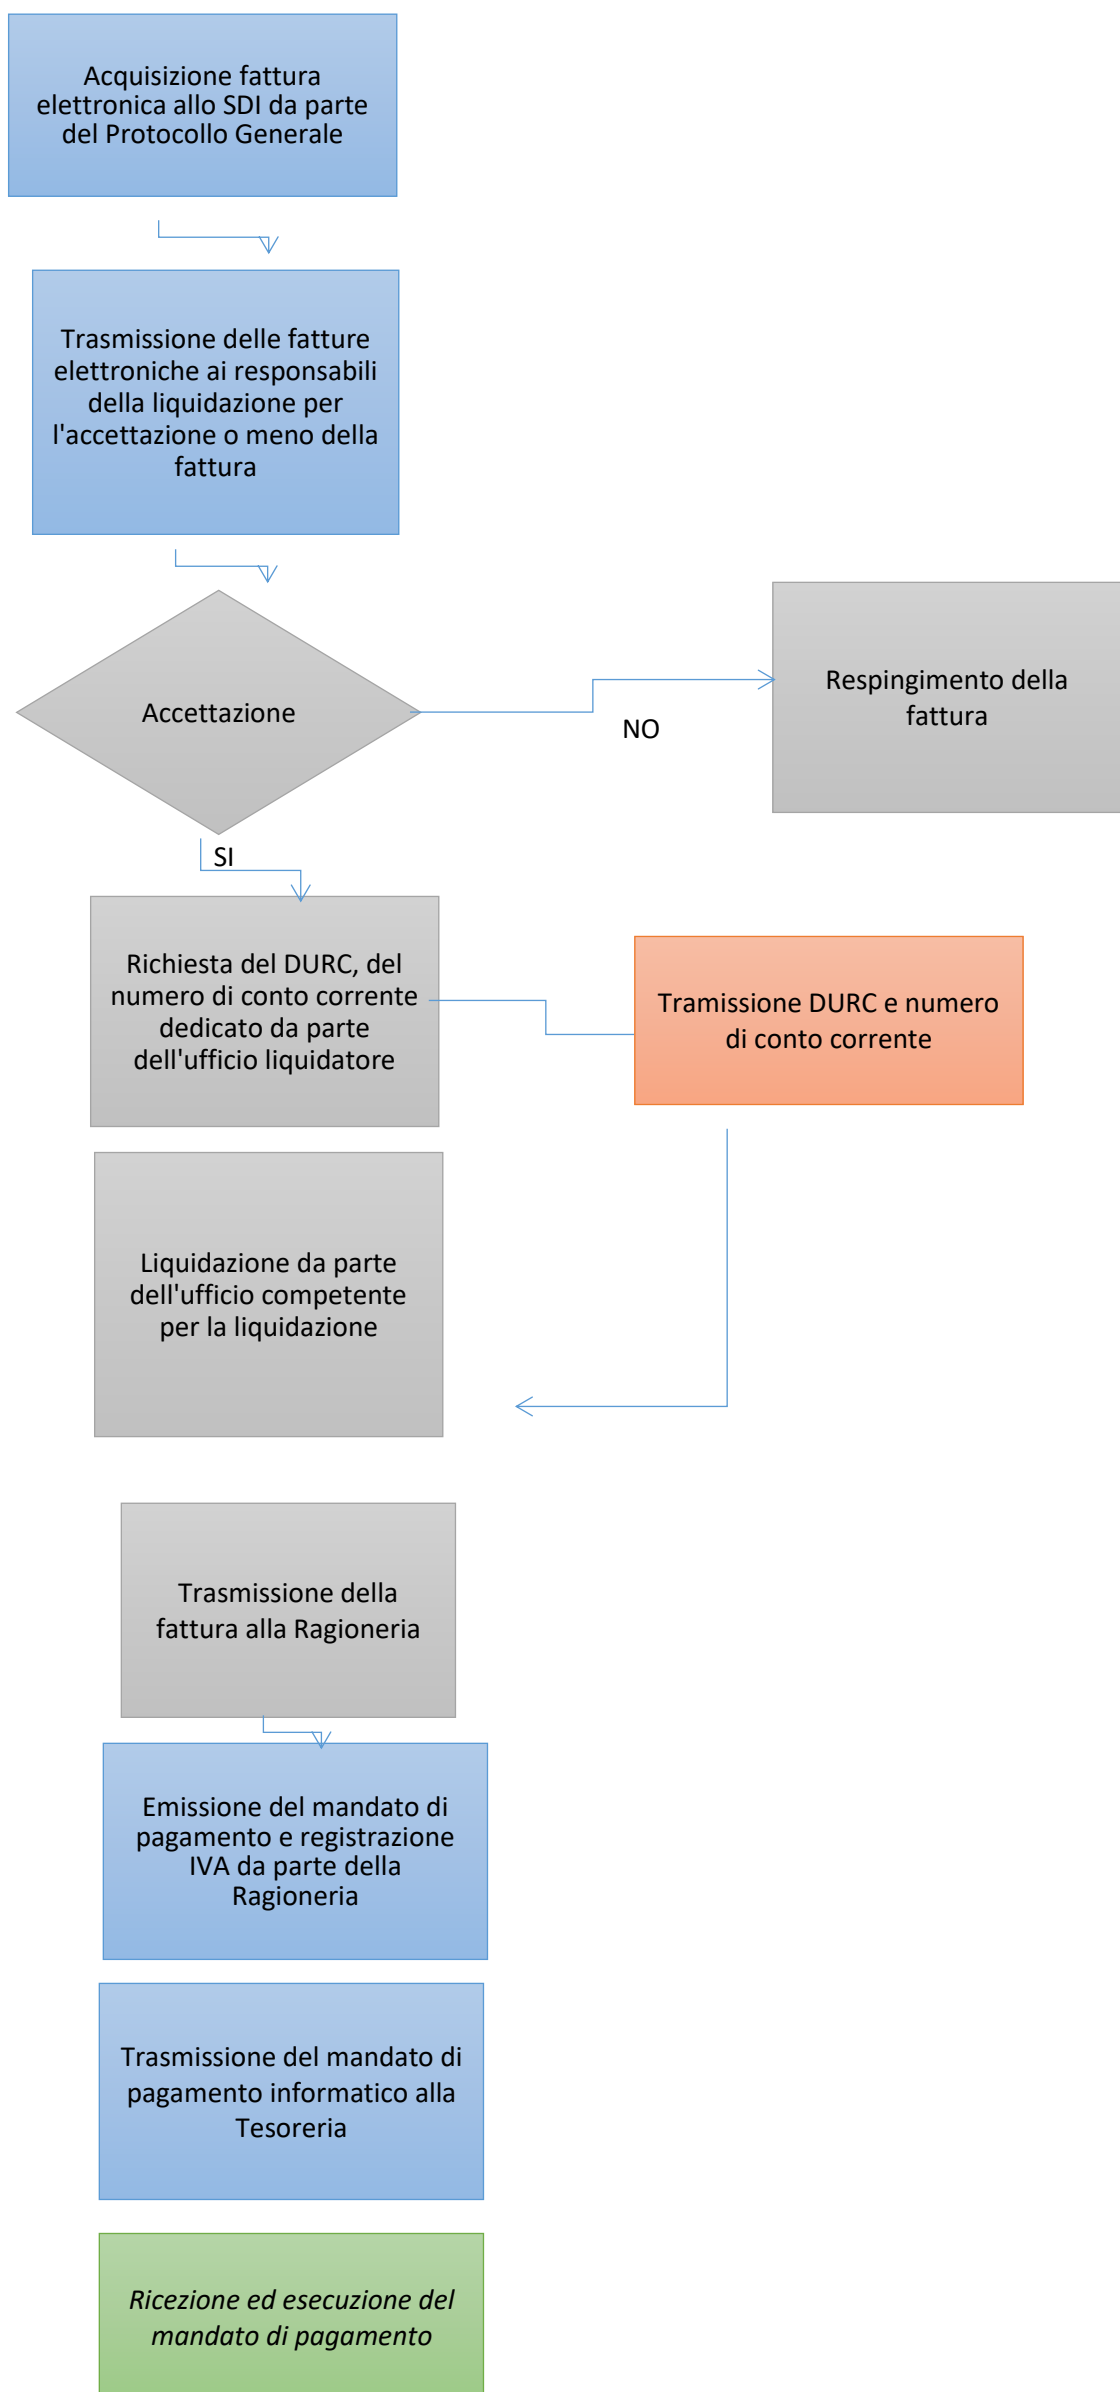 Acquisizione fattura
elettronica allo SDI da parte
del Protocollo Generale
Trasmissione delle fatture
elettroniche ai responsabili
della liquidazione per
l'accettazione o meno della
fattura
Accettazione
NO
Respingimento della
fattura
SI
Richiesta del DURC, del
numero di conto corrente
dedicato da parte
dell'ufficio liquidatore
Tramissione DURC e numero
di conto corrente
Liquidazione da parte
dell'ufficio competente
per la liquidazione
Trasmissione della
fattura alla Ragioneria
Emissione del mandato di
pagamento e registrazione
IVA da parte della
Ragioneria
Trasmissione del mandato di
pagamento informatico alla
Tesoreria
Ricezione ed esecuzione del
mandato di pagamento